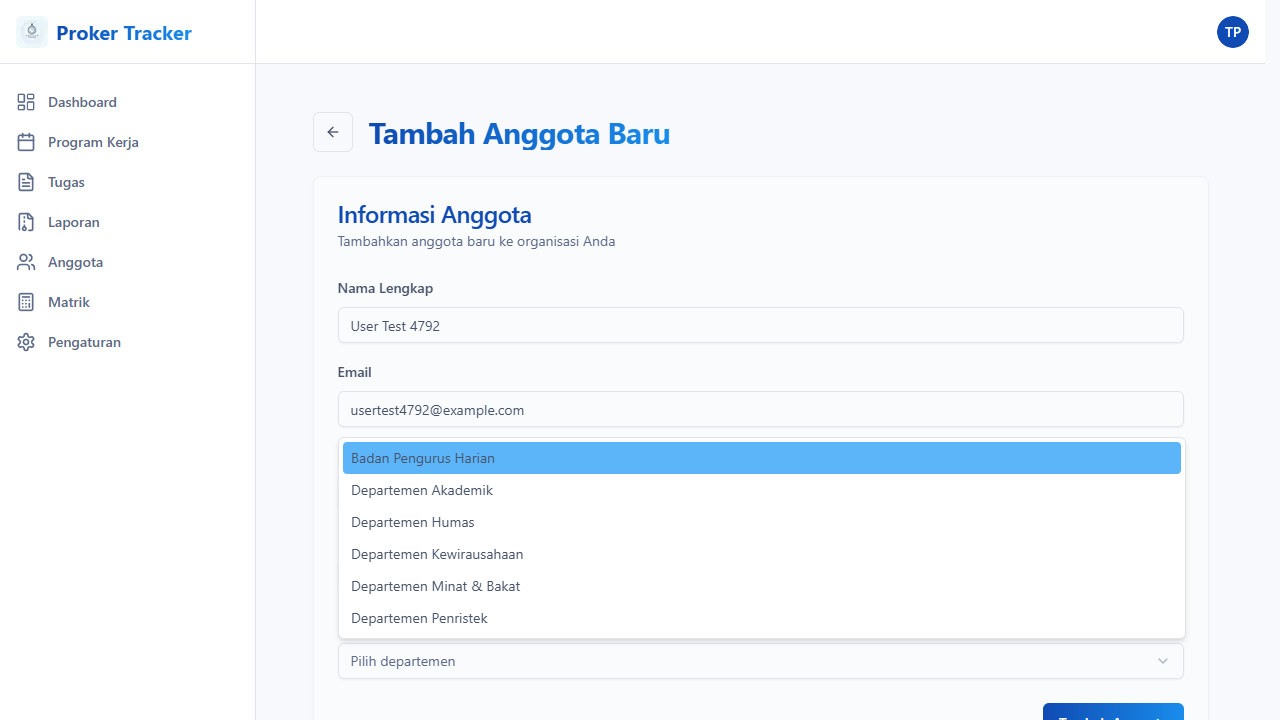 Proker Tracker
TP
Dashboard
Program Kerja
Tugas
Laporan
Anggota
Matrik
Pengaturan
Tambah Anggota Baru
Informasi Anggota
Tambahkan anggota baru ke organisasi Anda
Nama Lengkap
User Test 4792
Email
usertest4792@example.com
Badan Pengurus Harian
Departemen Akademik
Departemen Humas
Departemen Kewirausahaan
Departemen Minat & Bakat
Departemen Penristek
Pilih departemen
Tambah Anggota